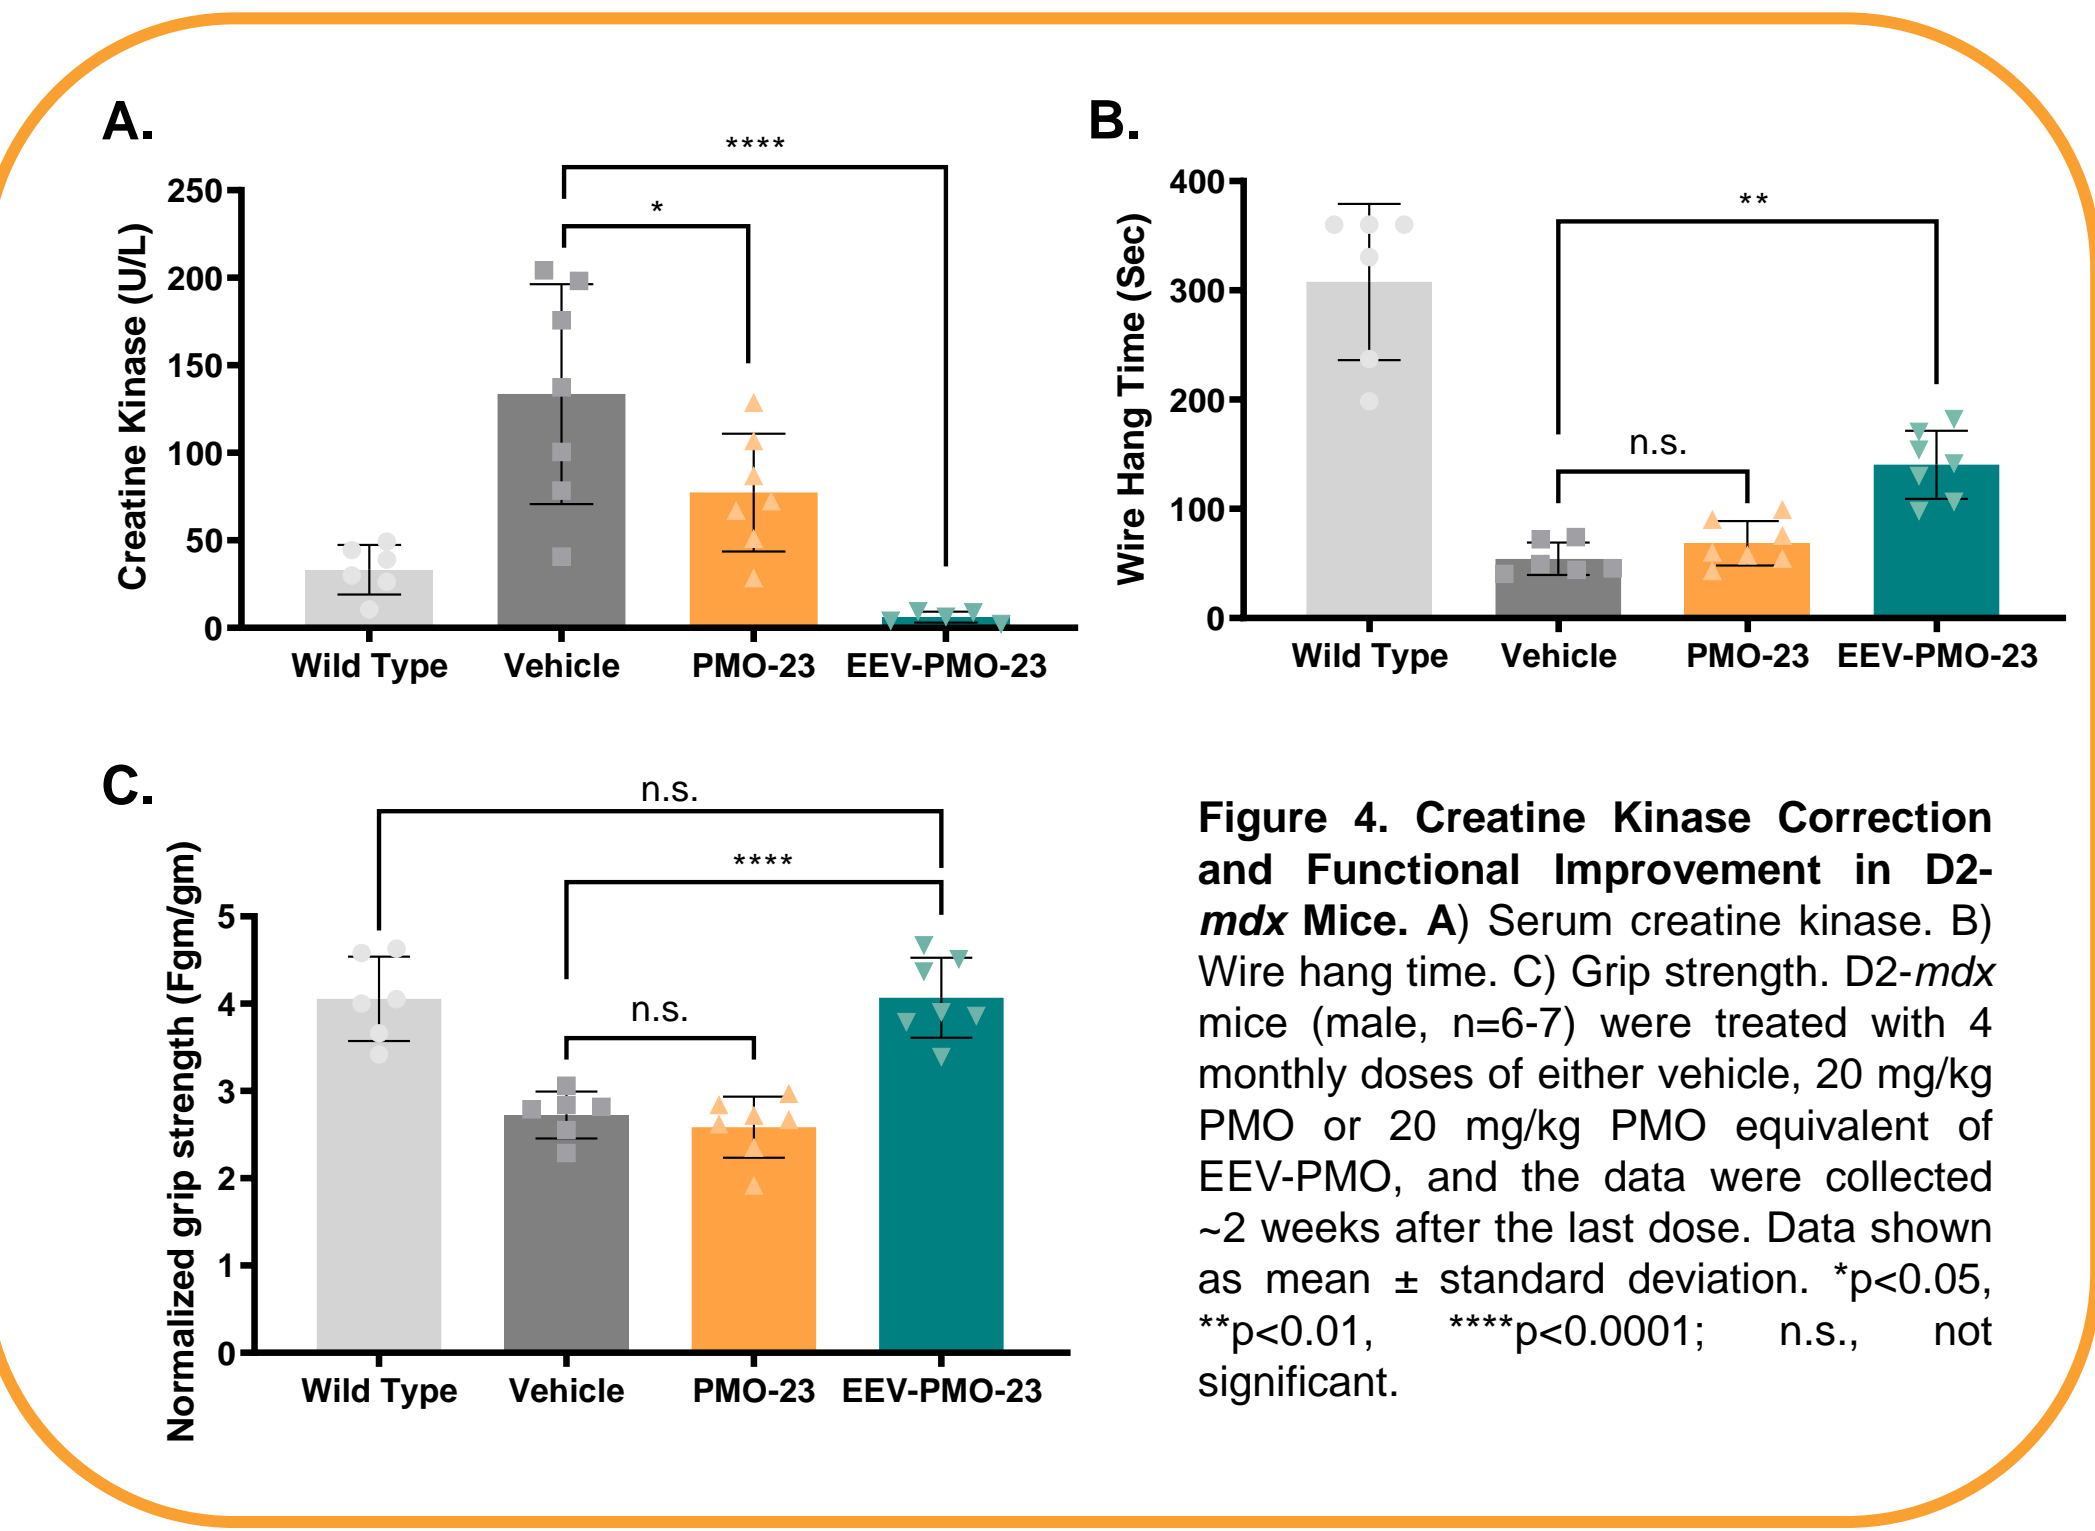 A.
****
*
250
200
150
100
50
0
Creatine Kinase (U/L)
Wild Type Vehicle PMO-23 EEV-PMO-23
B.
**
n.s.
400
300
200
100
0
Wire Hang Time (Sec)
Wild Type Vehicle PMO-23 EEV-PMO-23
C.
n.s.
****
n.s.
5
4
3
2
1
0
Normalized grip strength (Fgm/gm)
Wild Type Vehicle PMO-23 EEV-PMO-23
Figure 4. Creatine Kinase Correction
and Functional Improvement in D2-
mdx Mice. A) Serum creatine kinase. B)
Wire hang time. C) Grip strength. D2-mdx
mice (male, n=6-7) were treated with 4
monthly doses of either vehicle, 20 mg/kg
PMO or 20 mg/kg PMO equivalent of
EEV-PMO, and the data were collected
~2 weeks after the last dose. Data shown
as mean ± standard deviation. *p<0.05,
**p<0.01, ****p<0.0001; n.s., not
significant.